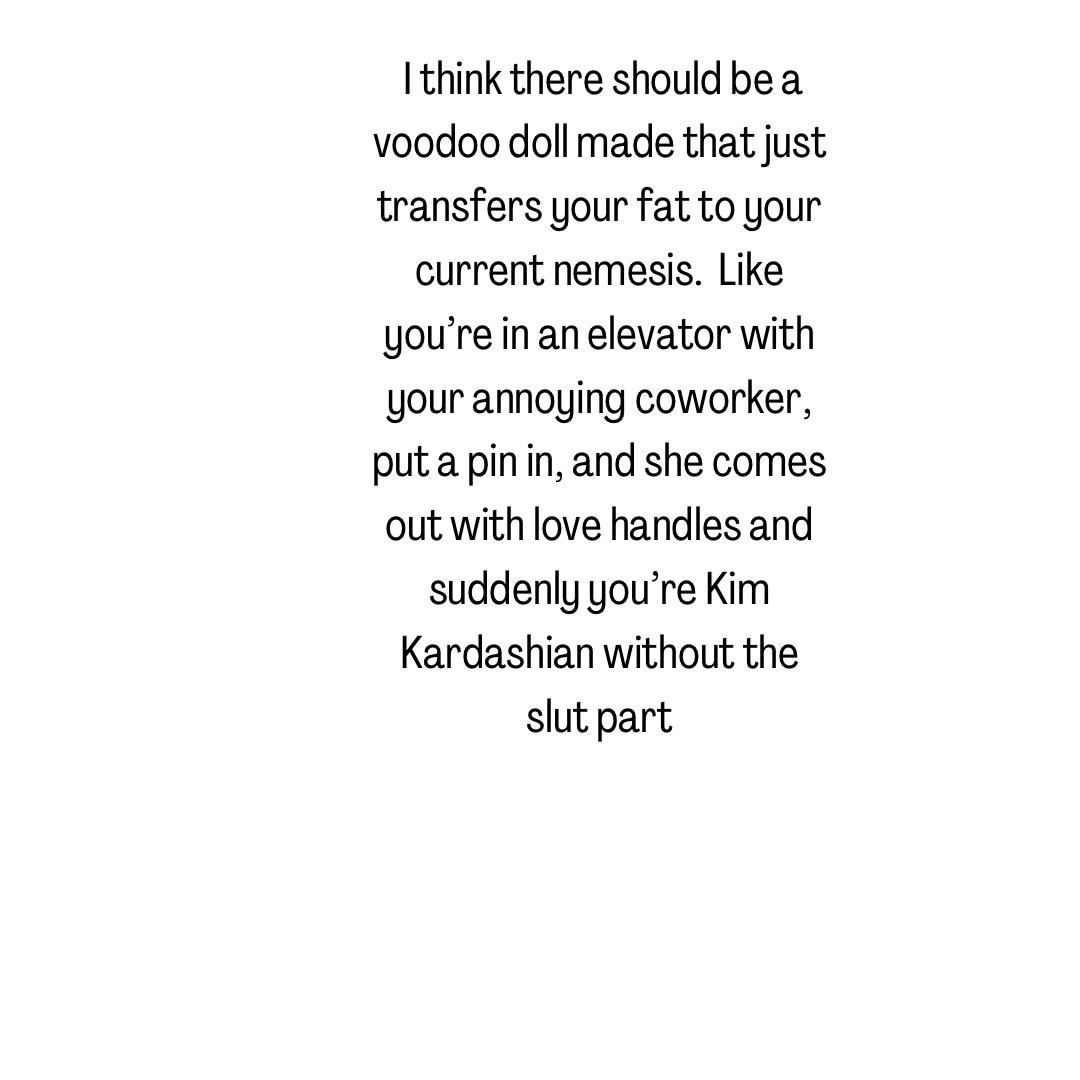 I think there should be a
voodoo doll made that just
transfers your fat to your
current nemesis.  Like
you’re in an elevator with
your annoying coworker,
put a pin in, and she comes
out with love handles and
suddenly you’re Kim
Kardashian without the
slut part